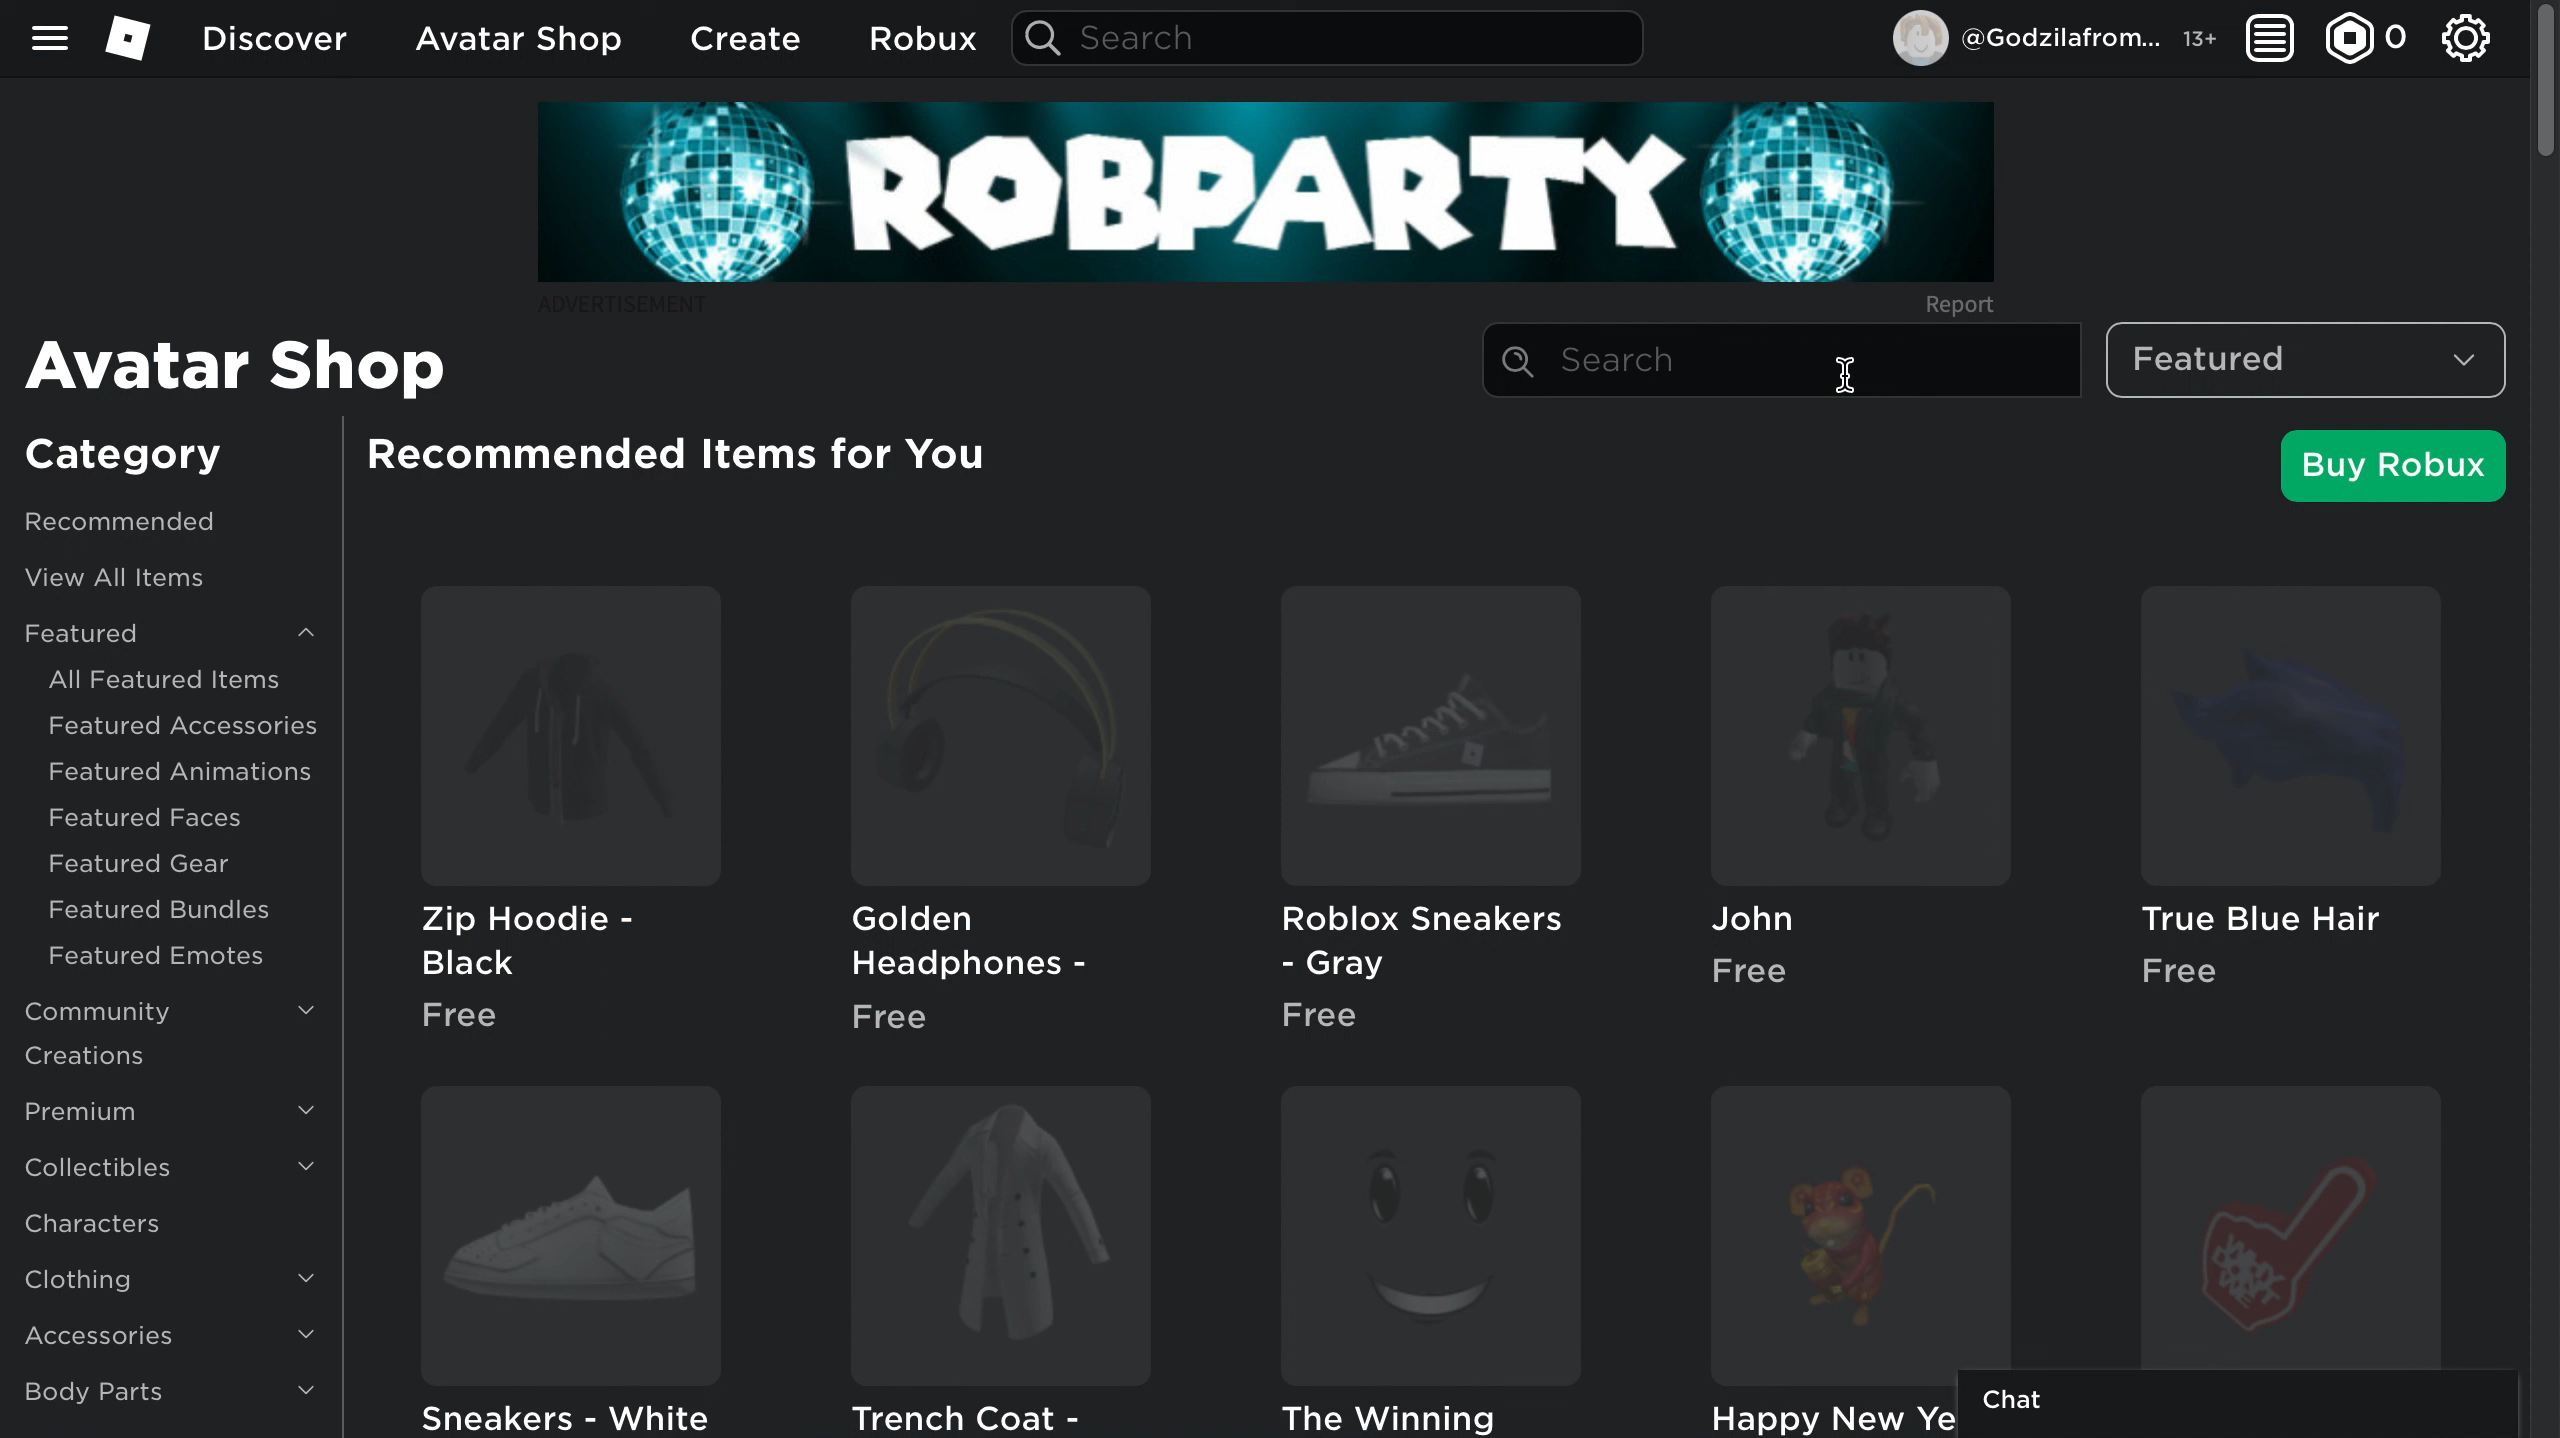 Discover
Avatar Shop
Create
Robux
Search
@Godzilafrom...
13+
0
ROBPARTY
ADVERTISEMENT
Report
Avatar Shop
Search
Featured
Category
Recommended
View All Items
Featured
All Featured Items
Featured Accessories
Featured Animations
Featured Faces
Featured Gear
Featured Bundles
Featured Emotes
Community
Creations
Premium
Collectibles
Characters
Clothing
Accessories
Body Parts
Recommended Items for You
Buy Robux
Zip Hoodie -
Black
Free
Golden
Headphones -
Free
Roblox Sneakers
- Gray
Free
John
Free
True Blue Hair
Free
Sneakers - White
Trench Coat -
The Winning
Happy New Ye
Chat